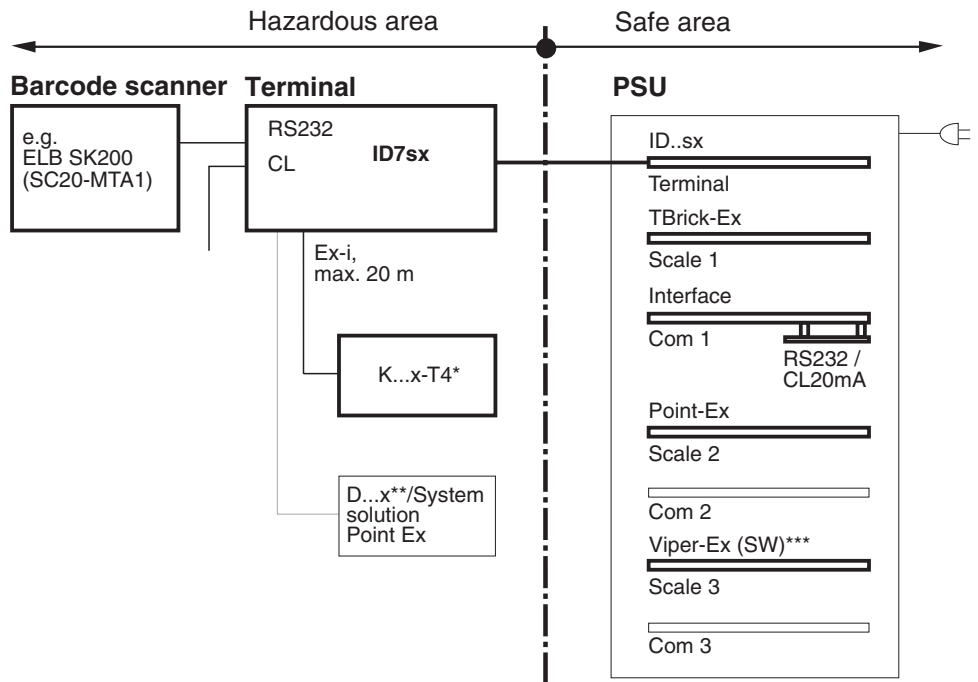 Hazardous area
Safe area
Barcode scanner
Terminal
PSU
e.g.
ELB SK200
(SC20-MTA1)
RS232
CL
ID7sx
Ex-i,
max. 20 m
K...x-T4*
D...x**/System
solution
Point Ex
ID..sx
Terminal
TBrick-Ex
Scale 1
Interface
Com 1
RS232 /
CL20mA
Point-Ex
Scale 2
Com 2
Viper-Ex (SW)***
Scale 3
Com 3